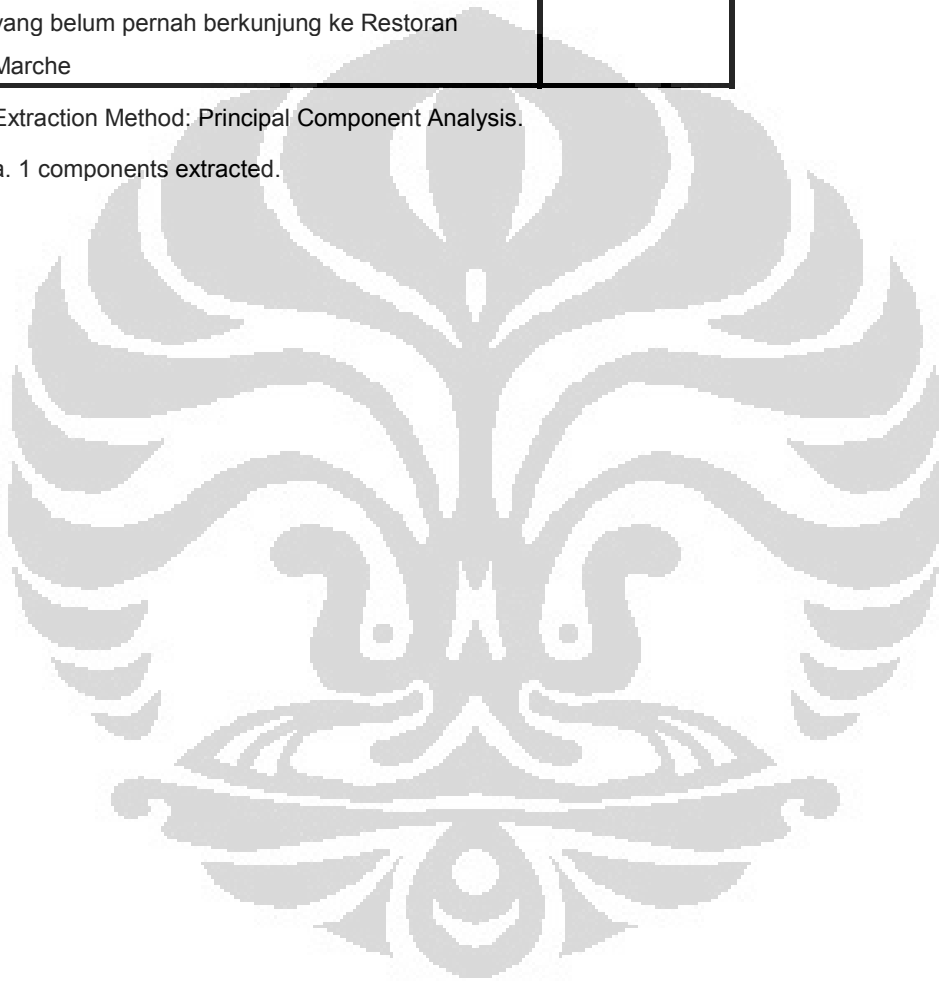 yang belum pernah berkunjung ke Restoran
Marche
Extraction Method: Principal Component Analysis.
a. 1 components extracted.